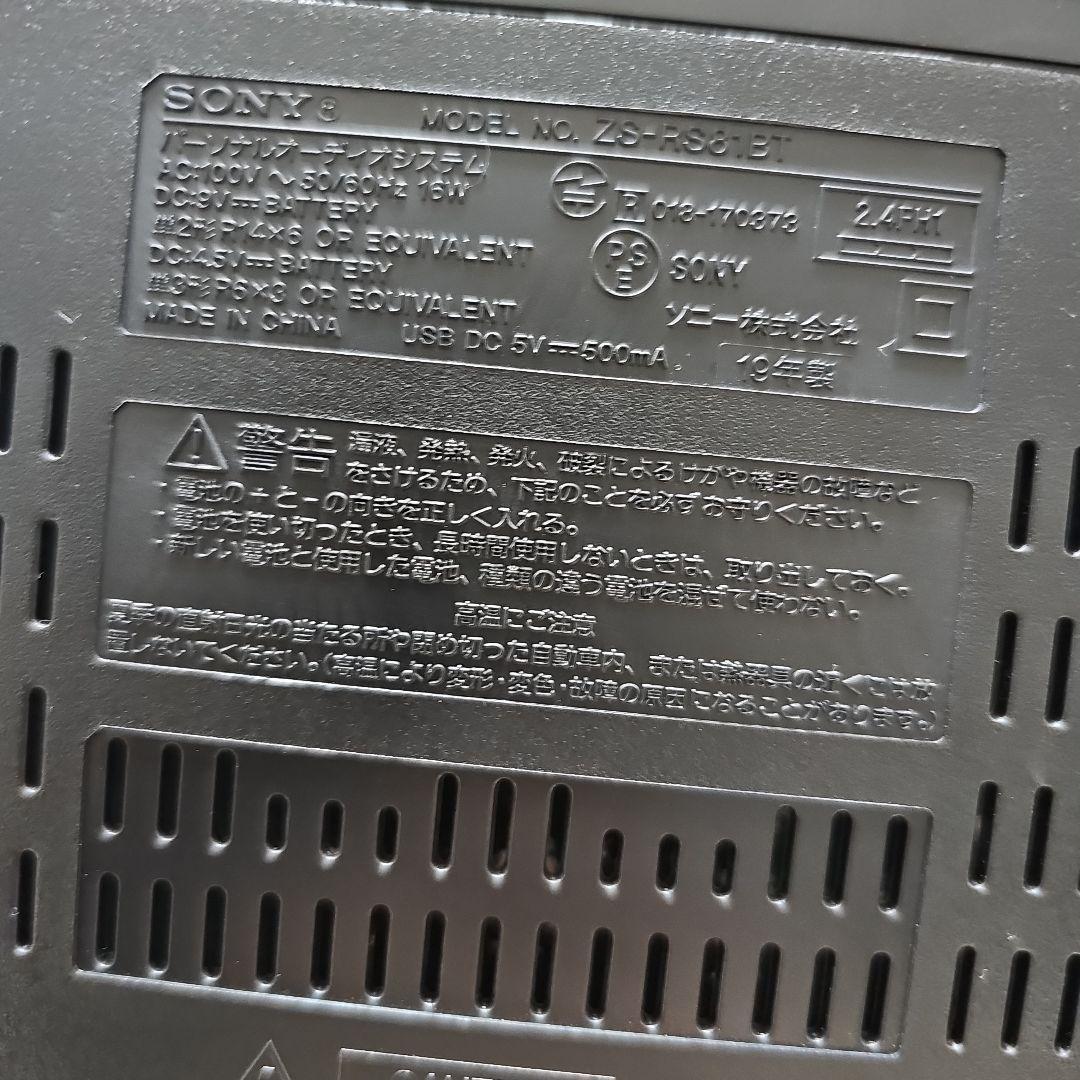 SONY® MODEL NO. ZS-RS81BT
パーソナルオーディオシステム
AC:100V ~ 50/60Hz 16W
DC:9V⎓BATTERY
単2形R14×6 OR EQUIVALENT
DC:4.5V⎓BATTERY
単3形R6×3 OR EQUIVALENT
MADE IN CHINA USB DC 5V⎓500mA
018-170373
PS
E
SONY
ソニー株式会社
19年製
2.4FH1
警告 漏液、発熱、発火、破裂によるけがや機器の故障など
をさけるため、下記のことを必ずお守りください。
・電池の+と-の向きを正しく入れる。
・電池を使い切ったとき、長時間使用しないときは、取り出しておく。
・新しい電池と使用した電池、種類の違う電池を混ぜて使わない。
高温にご注意
夏季の直射日光の当たる所や閉め切った自動車内、または熱器具の近くには放
置しないでください。(高温により変形・変色・故障の原因になることがあります。)